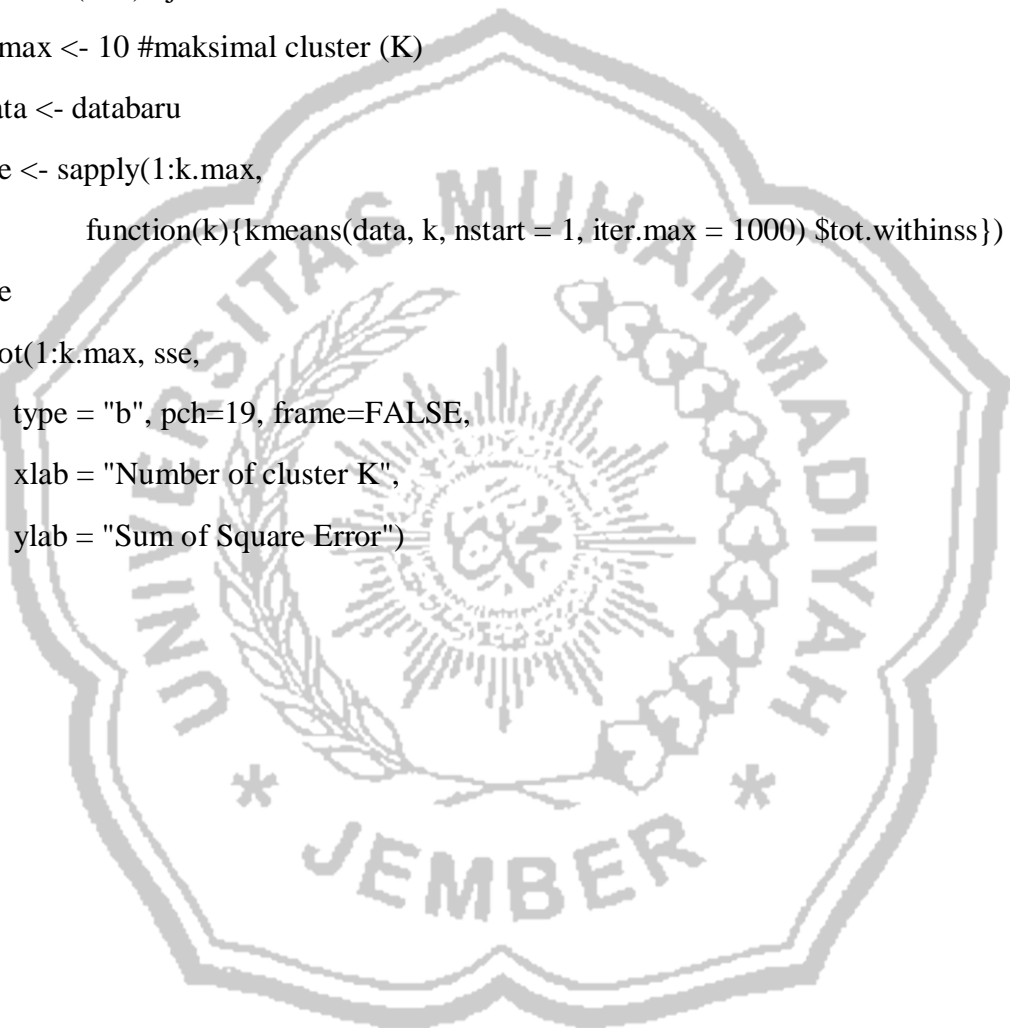 max <- 10 #maksimal cluster (K)
ata <- databaru
e <- sapply(1:k.max,
function(k){kmeans(data, k, nstart = 1, iter.max = 1000) $tot.withinss})
e
ot(1:k.max, sse,
type = "b", pch=19, frame=FALSE,
xlab = "Number of cluster K",
ylab = "Sum of Square Error")
UNIVERSITAS MUHAMMADIYAH
* JEMBER *